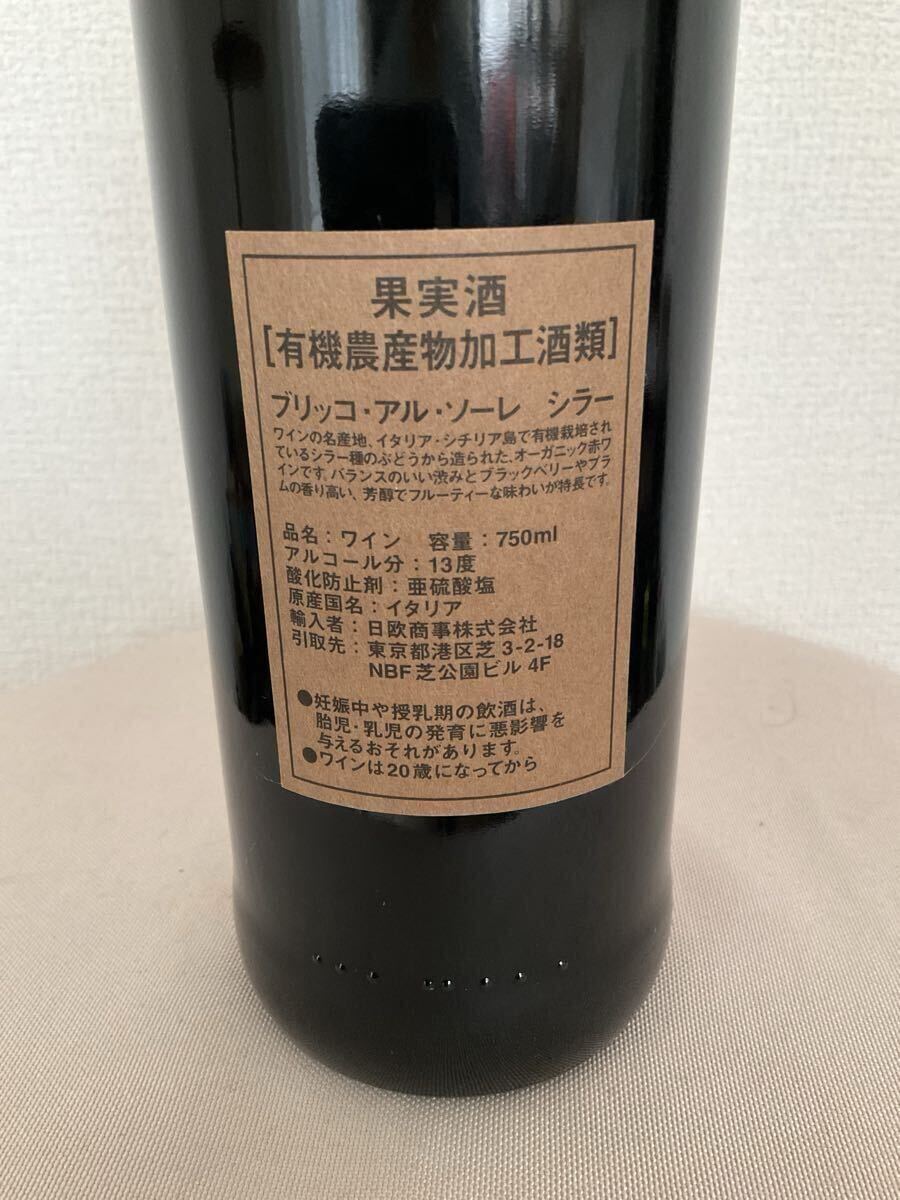 果実酒
[有機農産物加工酒類]
ブリッコ・アル・ソーレ　シラー
ワインの名産地、イタリア・シチリア島で有機栽培され
ているシラー種のぶどうから造られた、オーガニック赤ワ
インです。バランスのいい渋みとブラックベリーやプラ
ムの香り高い、芳醇でフルーティーな味わいが特長です。
品名：ワイン　容量：750ml
アルコール分：13度
酸化防止剤：亜硫酸塩
原産国名：イタリア
輸入者：日欧商事株式会社
引取先：東京都港区芝 3-2-18
NBF芝公園ビル 4F
●妊娠中や授乳期の飲酒は、
胎児・乳児の発育に悪影響を
与えるおそれがあります。
●ワインは20歳になってから